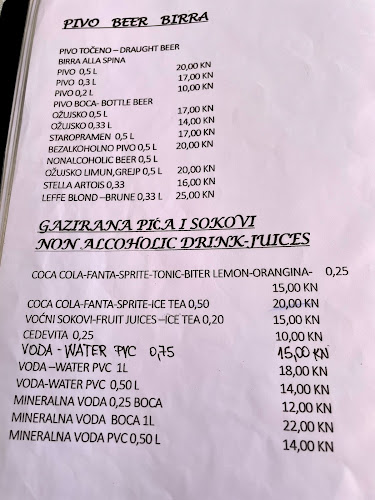 PIVO BEER BIRRA
PIVO TOČENO – DRAUGHT BEER
BIRRA ALLA SPINA
PIVO 0,5 L 20,00 KN
PIVO 0,3 L 17,00 KN
PIVO 0,2 L 10,00 KN
PIVO BOCA- BOTTLE BEER
OŽUJSKO 0,5 L 17,00 KN
OŽUJSKO 0,33 L 14,00 KN
STAROPRAMEN 0,5 L 17,00 KN
BEZALKOHOLNO PIVO 0,5 L 20,00 KN
NONALCOHOLIC BEER 0,5 L
OŽUJSKO LIMUN,GREJP 0,5 L 20,00 KN
STELLA ARTOIS 0,33 16,00 KN
LEFFE BLOND –BRUNE 0,33 L 25,00 KN
GAZIRANA PIĆA I SOKOVI
NON ALCOHOLIC DRINK-JUICES
COCA COLA-FANTA-SPRITE-TONIC-BITER LEMON-ORANGINA- 0,25
15,00 KN
COCA COLA-FANTA-SPRITE-ICE TEA 0,50 20,00 KN
VOĆNI SOKOVI-FRUIT JUICES –ICE TEA 0,20 15,00 KN
CEDEVITA 0,25 10,00 KN
VODA - WATER PVC 0,75 15,00 KN
VODA –WATER PVC 1L 18,00 KN
VODA-WATER PVC 0,50 L 14,00 KN
MINERALNA VODA 0,25 BOCA 12,00 KN
MINERALNA VODA BOCA 1L 22,00 KN
MINERALNA VODA PVC 0,50 L 14,00 KN